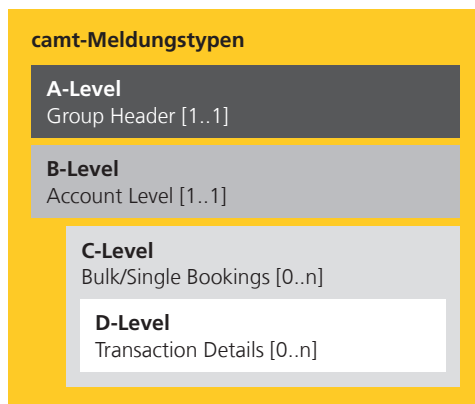 camt-Meldungstypen
A-Level
Group Header [1..1]
B-Level
Account Level [1..1]
C-Level
Bulk/Single Bookings [0..n]
D-Level
Transaction Details [0..n]